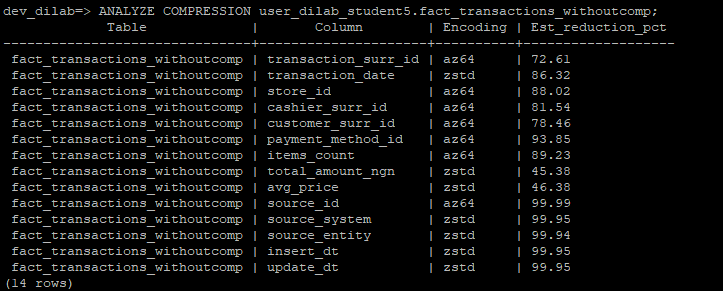 dev_dilab=> ANALYZE COMPRESSION user_dilab_student5.fact_transactions_withoutcomp;
            Table             |      Column       | Encoding | Est_reduction_pct
------------------------------+-------------------+----------+-------------------
 fact_transactions_withoutcomp | transaction_surr_id | az64 | 72.61
 fact_transactions_withoutcomp | transaction_date | zstd | 86.32
 fact_transactions_withoutcomp | store_id | az64 | 88.02
 fact_transactions_withoutcomp | cashier_surr_id | az64 | 81.54
 fact_transactions_withoutcomp | customer_surr_id | az64 | 78.46
 fact_transactions_withoutcomp | payment_method_id | az64 | 93.85
 fact_transactions_withoutcomp | items_count | az64 | 89.23
 fact_transactions_withoutcomp | total_amount_ngn | zstd | 45.38
 fact_transactions_withoutcomp | avg_price | zstd | 46.38
 fact_transactions_withoutcomp | source_id | az64 | 99.99
 fact_transactions_withoutcomp | source_system | zstd | 99.95
 fact_transactions_withoutcomp | source_entity | zstd | 99.94
 fact_transactions_withoutcomp | insert_dt | zstd | 99.95
 fact_transactions_withoutcomp | update_dt | zstd | 99.95
(14 rows)